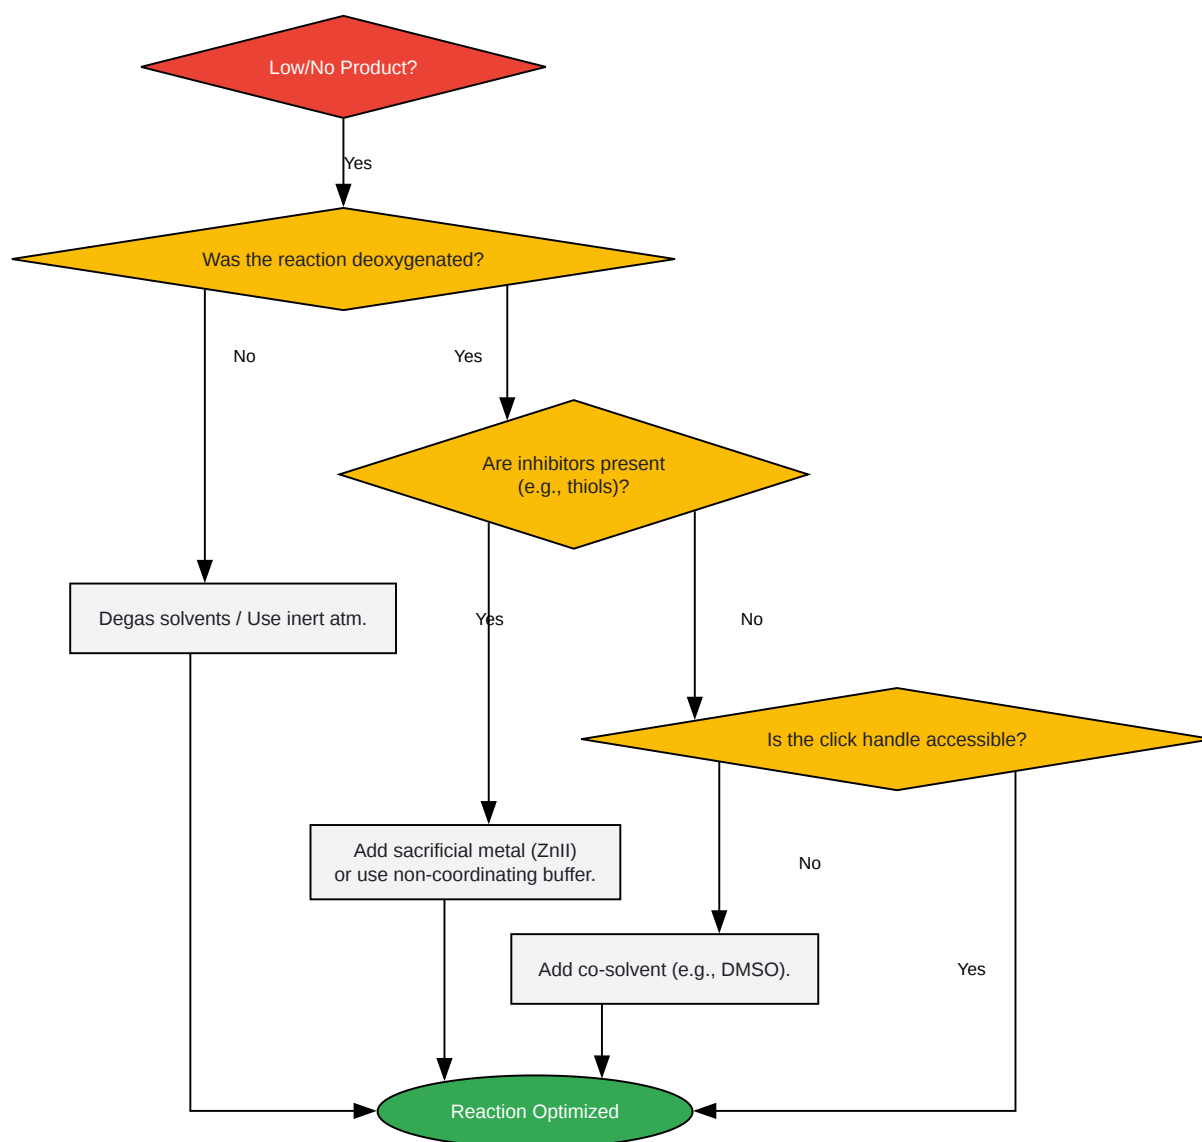 Low/No Product?
Yes
Was the reaction deoxygenated?
No
Yes
Are inhibitors present
(e.g., thiols)?
Degas solvents / Use inert atm.
Yes
No
Is the click handle accessible?
Add sacrificial metal (ZnII)
or use non-coordinating buffer.
No
Add co-solvent (e.g., DMSO).
Yes
Reaction Optimized